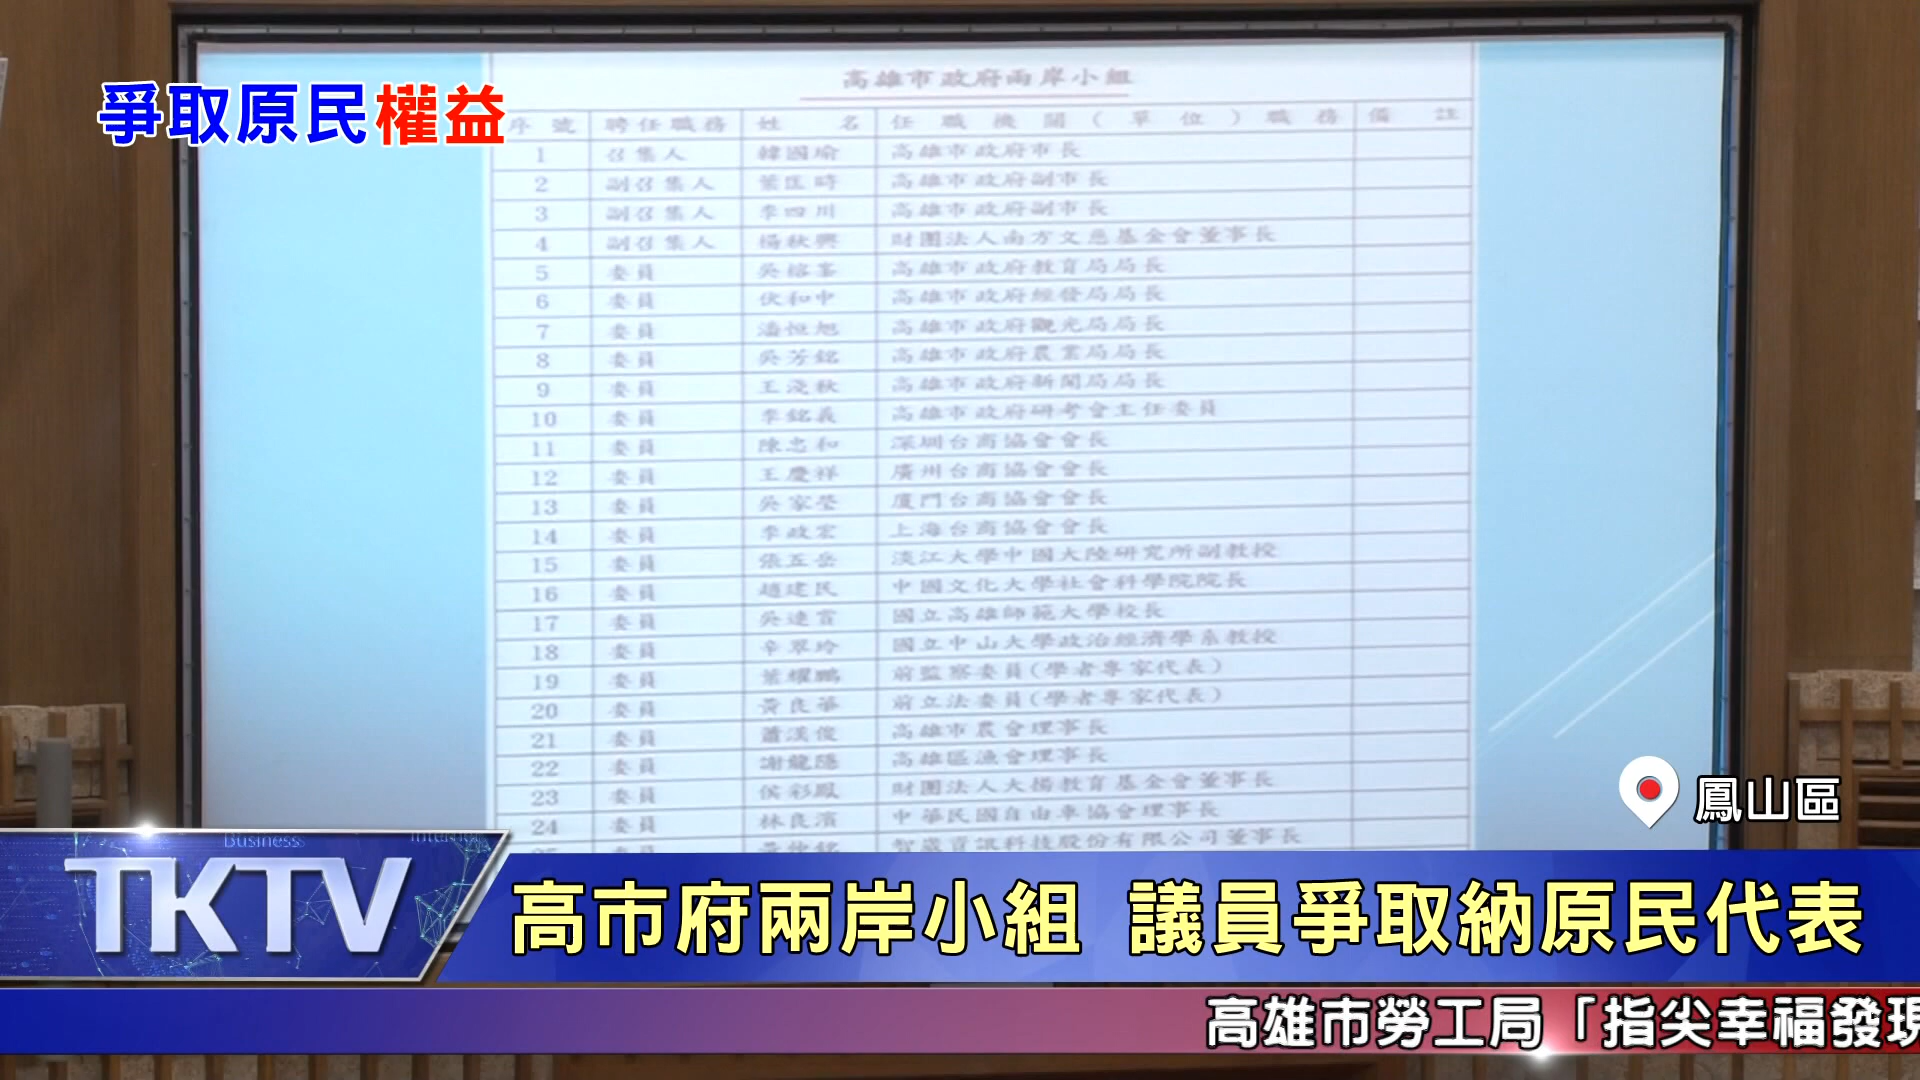 高雄市政府兩岸小組
爭取原民權益
序號 聘任職務 姓名 任職機關(單位)職務 備註
1 召集人 韓國瑜 高雄市政府市長
2 副召集人 葉匡時 高雄市政府副市長
3 副召集人 李四川 高雄市政府副市長
4 副召集人 楊秋興 財團法人南方文慈基金會董事長
5 委員 吳榕峯 高雄市政府教育局局長
6 委員 伏和中 高雄市政府經發局局長
7 委員 潘恒旭 高雄市政府觀光局局長
8 委員 吳芳銘 高雄市政府農業局局長
9 委員 王淺秋 高雄市政府新聞局局長
10 委員 李銘義 高雄市政府研考會主任委員
11 委員 陳忠和 深圳台商協會會長
12 委員 王慶祥 廣州台商協會會長
13 委員 吳家瑩 廈門台商協會會長
14 委員 李政宏 上海台商協會會長
15 委員 張五岳 淡江大學中國大陸研究所副教授
16 委員 趙建民 中國文化大學社會科學院院長
17 委員 吳連賞 國立高雄師範大學校長
18 委員 辛翠玲 國立中山大學政治經濟學系教授
19 委員 葉耀鵬 前監察委員(學者專家代表)
20 委員 黃良華 前立法委員(學者專家代表)
21 委員 蕭漢俊 高雄市農會理事長
22 委員 謝龍隱 高雄區漁會理事長
23 委員 侯彩鳳 財團法人大揚教育基金會董事長
24 委員 林良濱 中華民國自由車協會理事長
25 委員 黃仲銘 智崴資訊科技股份有限公司董事長
鳳山區
Business Internet
TKTV
高市府兩岸小組 議員爭取納原民代表
高雄市勞工局「指尖幸福發現